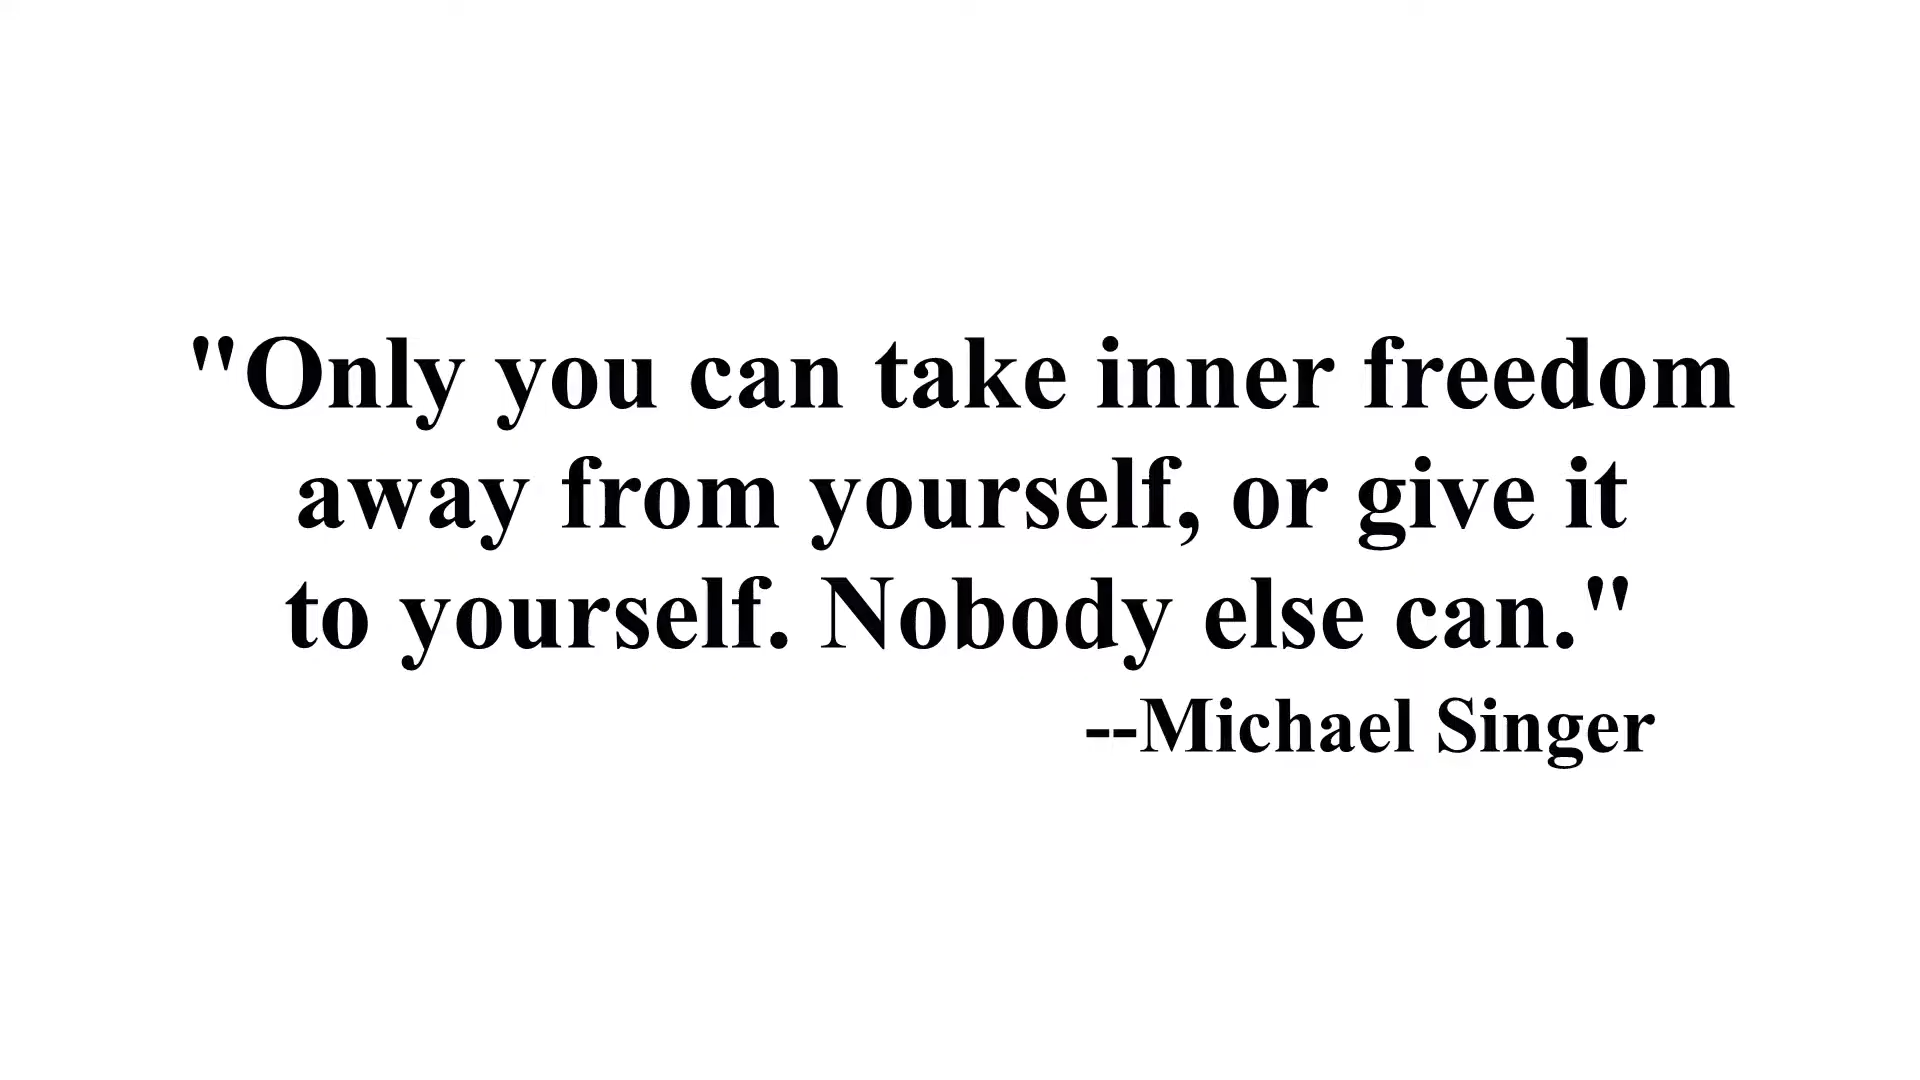 "Only you can take inner freedom
away from yourself, or give it
to yourself. Nobody else can."
--Michael Singer